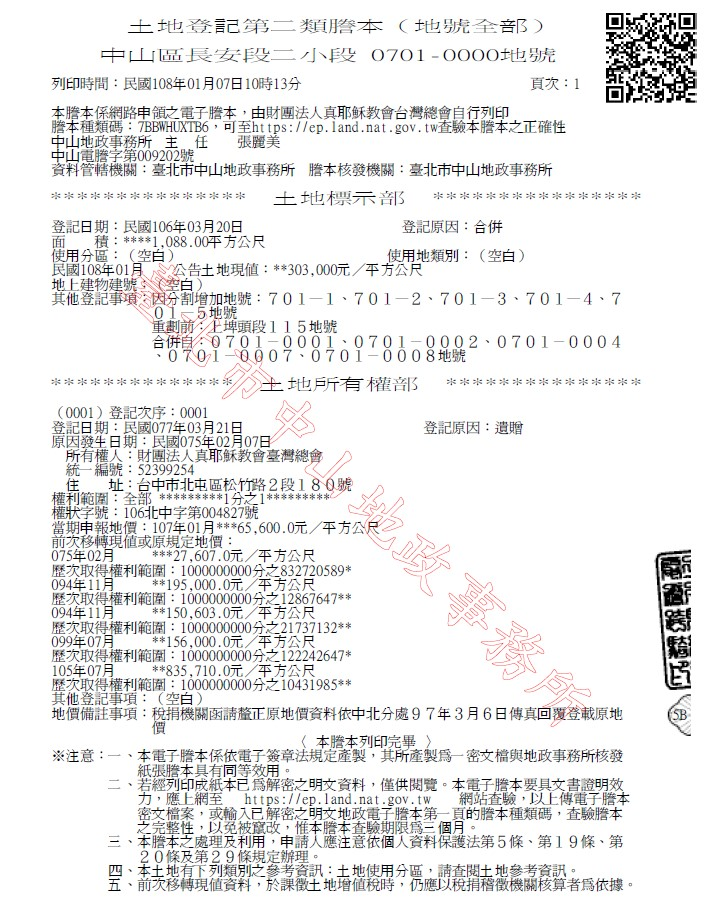 土地登記第二類謄本（地號全部）
中山區長安段二小段 0701-0000地號
列印時間：民國108年01月07日10時13分 頁次：1
本謄本係網路申領之電子謄本，由財團法人真耶穌教會台灣總會自行列印
謄本種類碼：7BBWHUXTB6，可至https://ep.land.nat.gov.tw查驗本謄本之正確性
中山地政事務所 主 任 張麗美
中山電謄字第009202號
資料管轄機關：臺北市中山地政事務所 謄本核發機關：臺北市中山地政事務所
*************** 土地標示部 ****************
登記日期：民國106年03月20日 登記原因：合併
面 積：****1,088.00平方公尺
使用分區：（空白） 使用地類別：（空白）
民國108年01月 公告土地現值：**303,000元／平方公尺
地上建物建號：（空白）
其他登記事項：因分割增加地號：７０１－１、７０１－２、７０１－３、７０１－４、７
０１－５地號
重劃前：上埤頭段１１５地號
合併自：０７０１－０００１、０７０１－０００２、０７０１－０００４
、０７０１－０００７、０７０１－０００８地號
************** 土地所有權部 ***************
（0001）登記次序：0001
登記日期：民國077年03月21日 登記原因：遺贈
原因發生日期：民國075年02月07日
所有權人：財團法人真耶穌教會臺灣總會
統一編號：52399254
住 址：台中市北屯區松竹路２段１８０號
權利範圍：全部 *********1分之1*********
權狀字號：106北中字第004827號
當期申報地價：107年01月***65,600.0元／平方公尺
前次移轉現值或原規定地價：
075年02月 ***27,607.0元／平方公尺
歷次取得權利範圍：1000000000分之832720589*
094年11月 **195,000.0元／平方公尺
歷次取得權利範圍：1000000000分之12867647**
094年11月 **150,603.0元／平方公尺
歷次取得權利範圍：1000000000分之21737132**
099年07月 **156,000.0元／平方公尺
歷次取得權利範圍：1000000000分之122242647*
105年07月 **835,710.0元／平方公尺
歷次取得權利範圍：1000000000分之10431985**
其他登記事項：（空白）
地價備註事項：稅捐機關函請釐正原地價資料依中北分處９７年３月６日傳真回覆登載原地
價
〈 本謄本列印完畢 〉
※注意：一、本電子謄本係依電子簽章法規定產製，其所產製為一密文檔與地政事務所核發
紙張謄本具有同等效用。
二、若經列印成紙本已為解密之明文資料，僅供閱覽。本電子謄本要具文書證明效
力，應上網至 https://ep.land.nat.gov.tw 網站查驗，以上傳電子謄本
密文檔案，或輸入已解密之明文地政電子謄本第一頁的謄本種類碼，查驗謄本
之完整性，以免被竄改，惟本謄本查驗期限為三個月。
三、本謄本之處理及利用，申請人應注意依個人資料保護法第５條、第１９條、第
２０條及第２９條規定辦理。
四、本土地有下列類別之參考資訊：土地使用分區，請查閱土地參考資訊。
五、前次移轉現值資料，於課徵土地增值稅時，仍應以稅捐稽徵機關核算者為依據。
臺北市中山地政事務所
電謄跨騎
5B